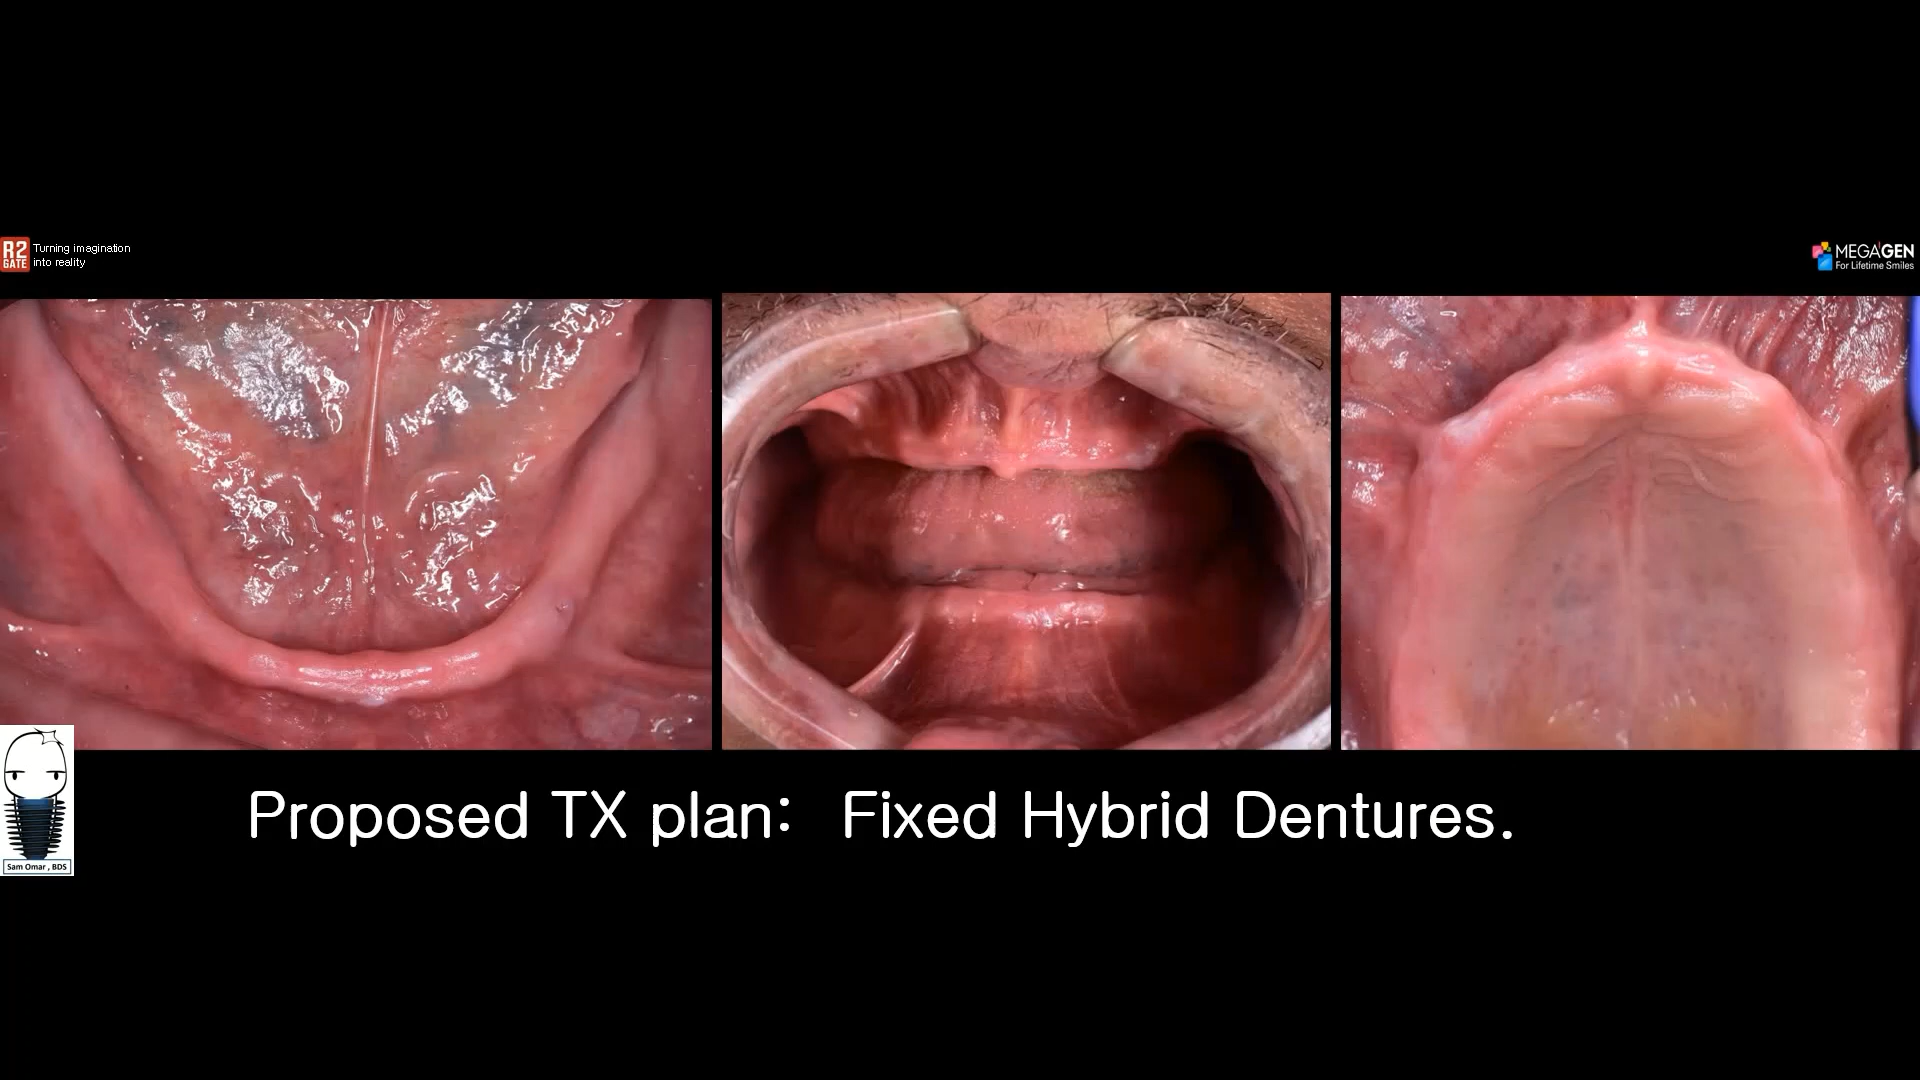 R2
GATE
Turning imagination
into reality
MEGAGEN
For Lifetime Smiles
Sam Omar , BDS
Proposed TX plan:  Fixed Hybrid Dentures.